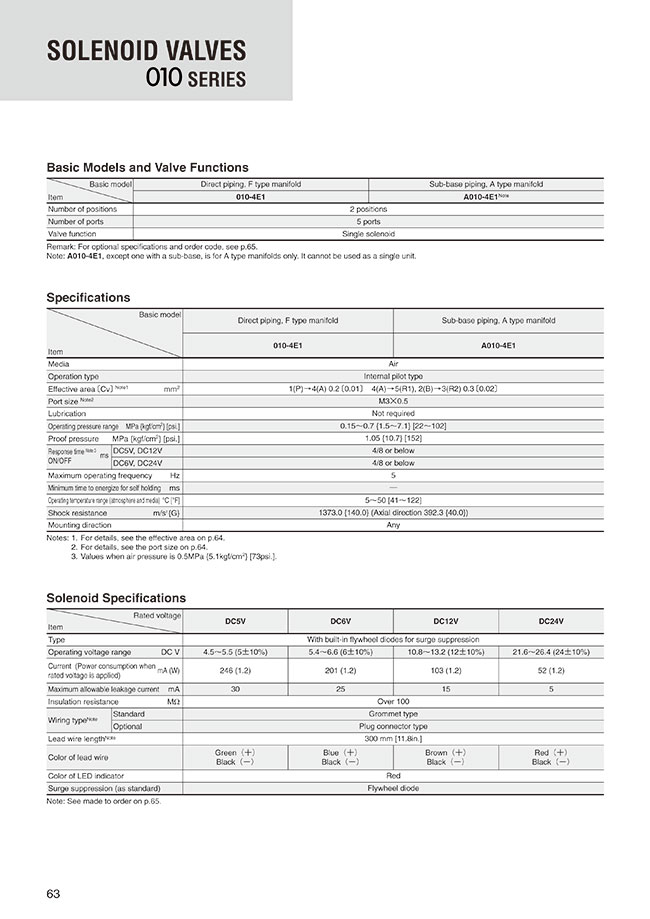 SOLENOID VALVES
010 SERIES
Basic Models and Valve Functions
Basic model Direct piping, F type manifold Sub-base piping, A type manifold
Item 010-4E1 A010-4E1Note
Number of positions 2 positions
Number of ports 5 ports
Valve function Single solenoid
Remark: For optional specifications and order code, see p.65.
Note: A010-4E1, except one with a sub-base, is for A type manifolds only. It cannot be used as a single unit.
Specifications
Basic model Direct piping, F type manifold Sub-base piping, A type manifold
Item 010-4E1 A010-4E1
Media Air
Operation type Internal pilot type
Effective area〔Cv〕Note1 mm² 1(P)→4(A) 0.2〔0.01〕 4(A)→5(R1), 2(B)→3(R2) 0.3〔0.02〕
Port size Note2 M3×0.5
Lubrication Not required
Operating pressure range MPa {kgf/cm²} [psi.] 0.15～0.7 {1.5～7.1} [22～102]
Proof pressure MPa {kgf/cm²} [psi.] 1.05 {10.7} [152]
Response time Note3 ON/OFF ms DC5V, DC12V 4/8 or below
DC6V, DC24V 4/8 or below
Maximum operating frequency Hz 5
Minimum time to energize for self holding ms —
Operating temperature range (atmosphere and media) °C [°F] 5～50 [41～122]
Shock resistance m/s² {G} 1373.0 {140.0} (Axial direction 392.3 {40.0})
Mounting direction Any
Notes: 1. For details, see the effective area on p.64.
2. For details, see the port size on p.64.
3. Values when air pressure is 0.5MPa {5.1kgf/cm²} [73psi.].
Solenoid Specifications
Rated voltage
Item DC5V DC6V DC12V DC24V
Type With built-in flywheel diodes for surge suppression
Operating voltage range DC V 4.5～5.5 (5±10%) 5.4～6.6 (6±10%) 10.8～13.2 (12±10%) 21.6～26.4 (24±10%)
Current (Power consumption when
rated voltage is applied) mA (W) 246 (1.2) 201 (1.2) 103 (1.2) 52 (1.2)
Maximum allowable leakage current mA 30 25 15 5
Insulation resistance MΩ Over 100
Wiring typeNote Standard Grommet type
Optional Plug connector type
Lead wire lengthNote 300 mm [11.8in.]
Color of lead wire Green（＋） Blue（＋） Brown（＋） Red（＋）
Black（－） Black（－） Black（－） Black（－）
Color of LED indicator Red
Surge suppression (as standard) Flywheel diode
Note: See made to order on p.65.
63